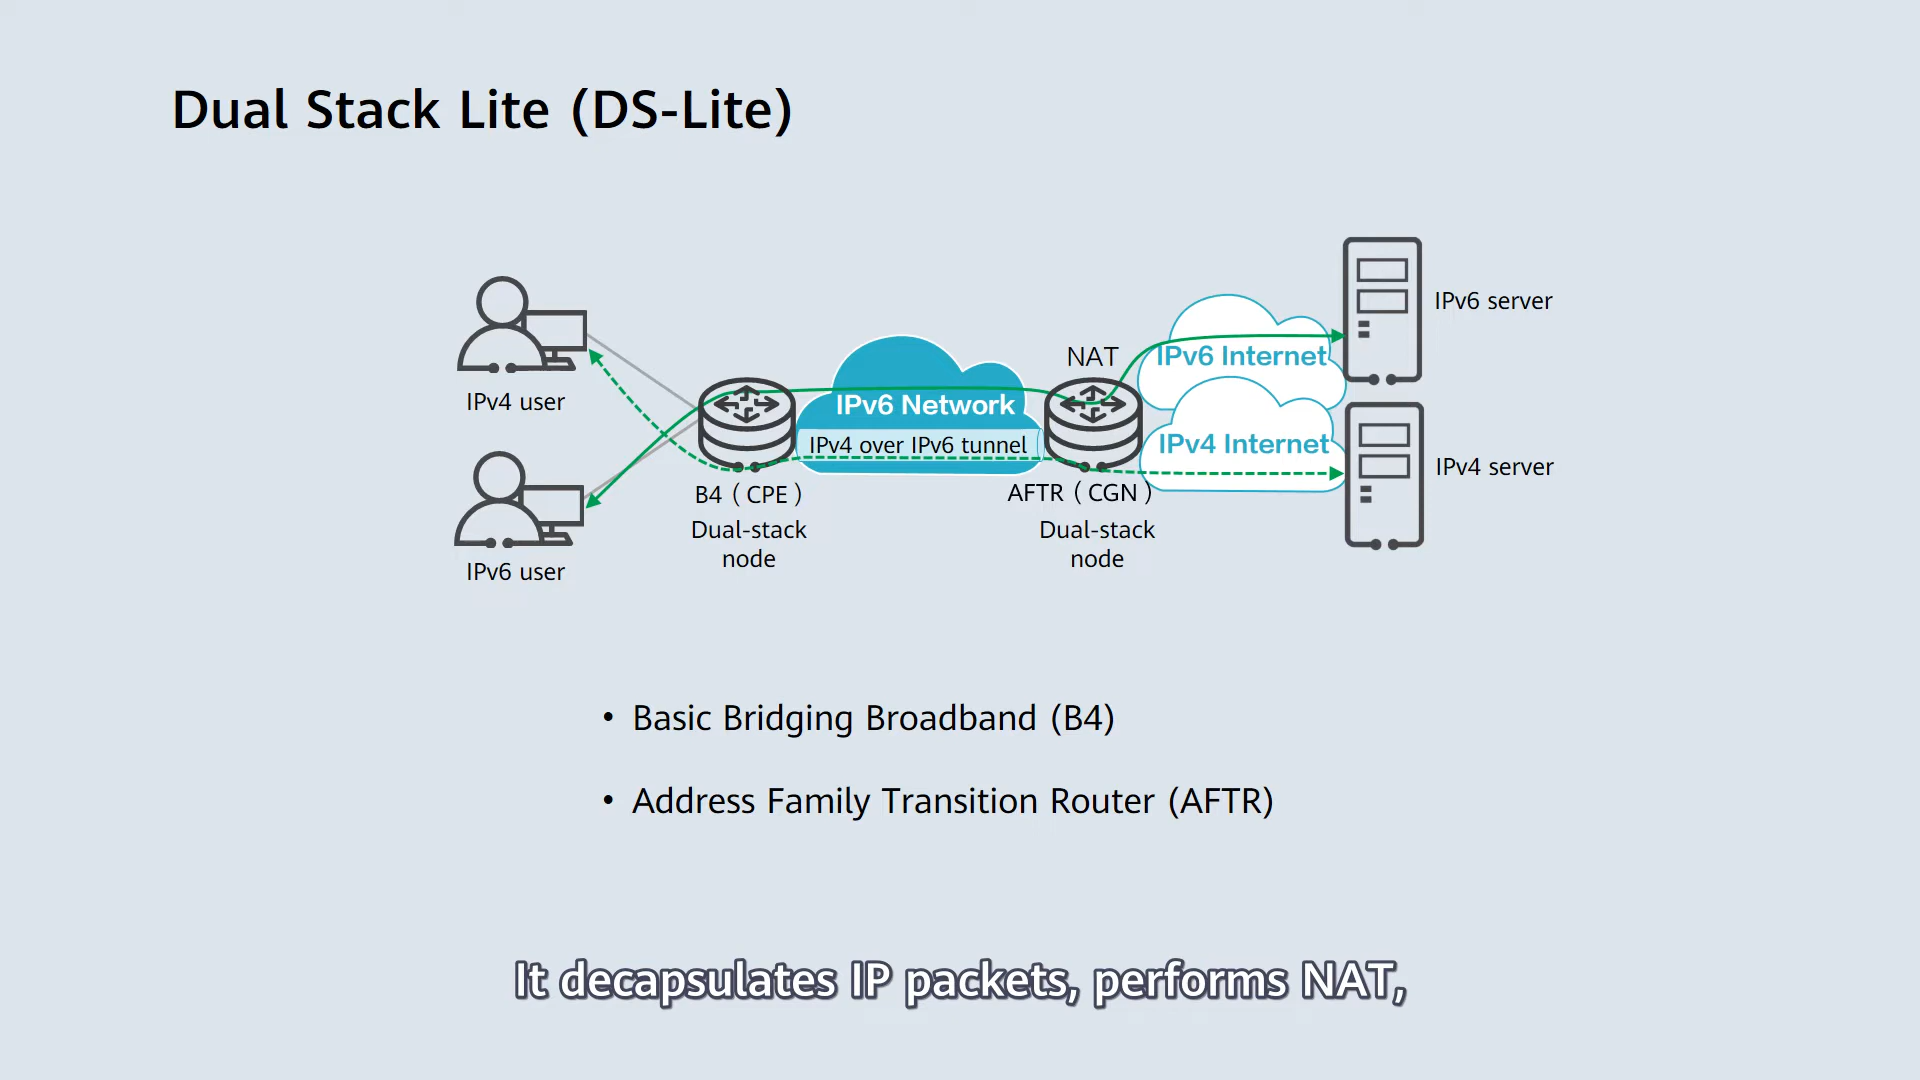 Dual Stack Lite (DS-Lite)
IPv6 server
NAT
IPv6 Internet
IPv4 user
IPv6 Network
IPv4 over IPv6 tunnel
IPv4 Internet
IPv4 server
B4（CPE）
AFTR（CGN）
Dual-stack
node
Dual-stack
node
IPv6 user
• Basic Bridging Broadband (B4)
• Address Family Transition Router (AFTR)
It decapsulates IP packets, performs NAT,